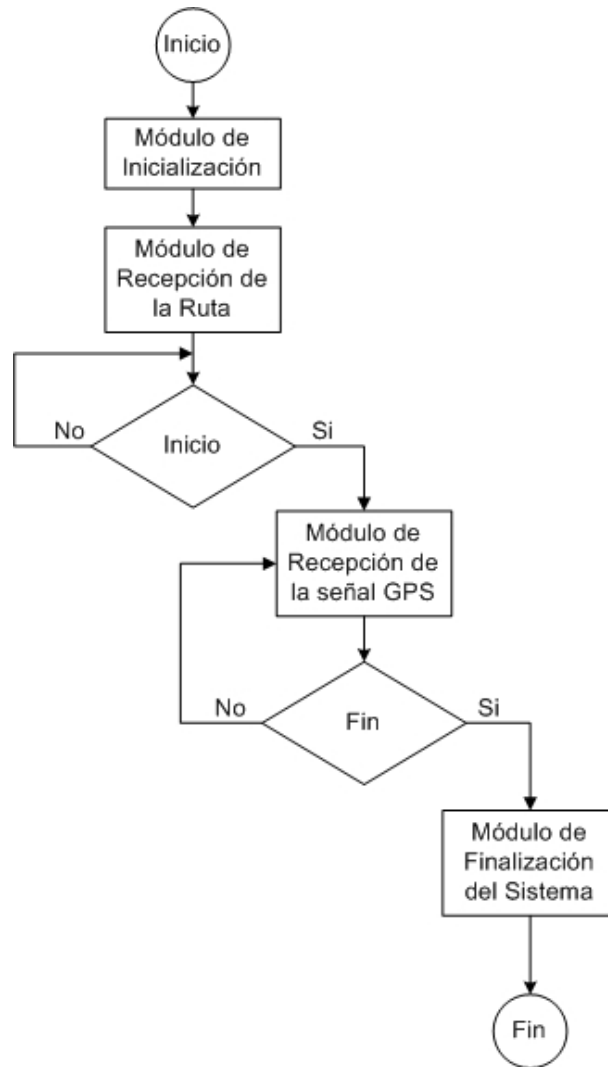 Inicio
Módulo de
Inicialización
Módulo de
Recepción de
la Ruta
No
Inicio
Si
Módulo de
Recepción de
la señal GPS
No
Fin
Si
Módulo de
Finalización
del Sistema
Fin